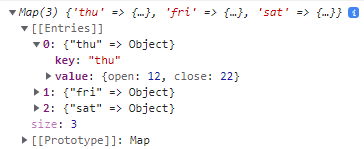 ▼ Map(3) {'thu' => {…}, 'fri' => {…}, 'sat' => {…}} i
▼ [[Entries]]
▼ 0: {"thu" => Object}
key: "thu"
▶ value: {open: 12, close: 22}
▶ 1: {"fri" => Object}
▶ 2: {"sat" => Object}
size: 3
▶ [[Prototype]]: Map